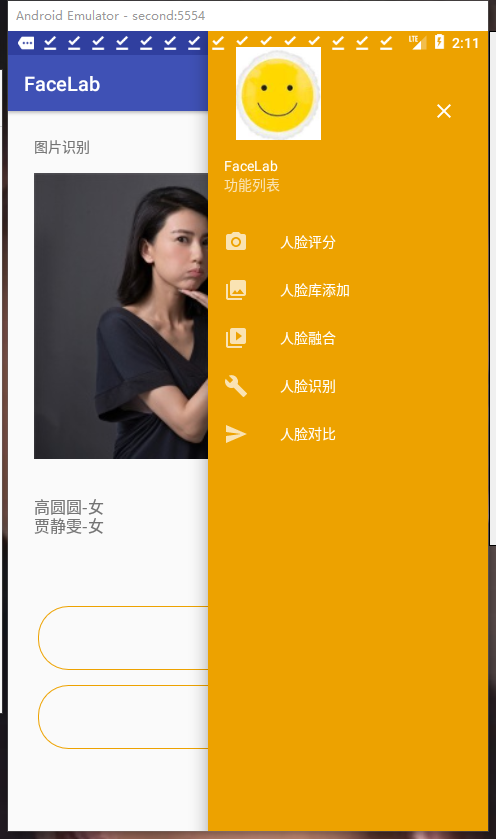 Android Emulator - second:5554
LTE
2:11
FaceLab
图片识别
高圆圆-女
贾静雯-女
FaceLab
功能列表
人脸评分
人脸库添加
人脸融合
人脸识别
人脸对比